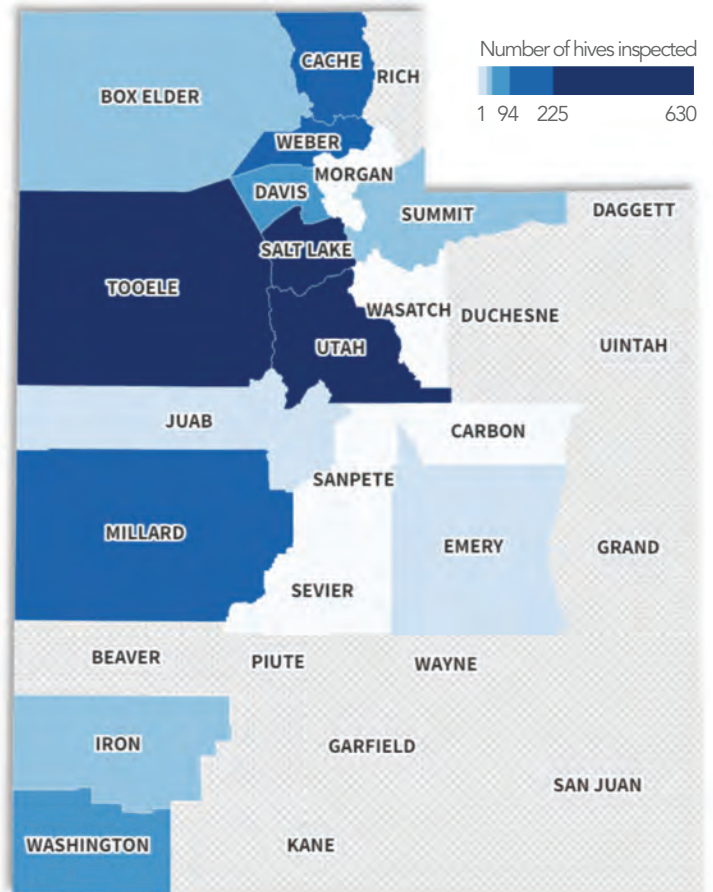 Number of hives inspected
1 94 225 630
CACHE
RICH
BOX ELDER
WEBER
MORGAN
DAVIS
SUMMIT
DAGGETT
SALT LAKE
TOOELE
WASATCH
DUCHESNE
UINTAH
UTAH
JUAB
CARBON
SANPETE
MILLARD
EMERY
GRAND
SEVIER
BEAVER
PIUTE
WAYNE
IRON
GARFIELD
SAN JUAN
WASHINGTON
KANE